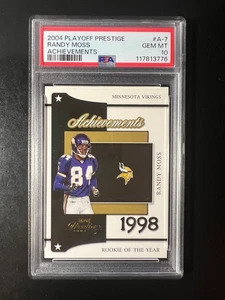 2004 PLAYOFF PRESTIGE #A-7
RANDY MOSS GEM MT
ACHIEVEMENTS 10
PSA 117813776
MINNESOTA VIKINGS
Achievements
84
RANDY MOSS
Prestige
1998
ROOKIE OF THE YEAR